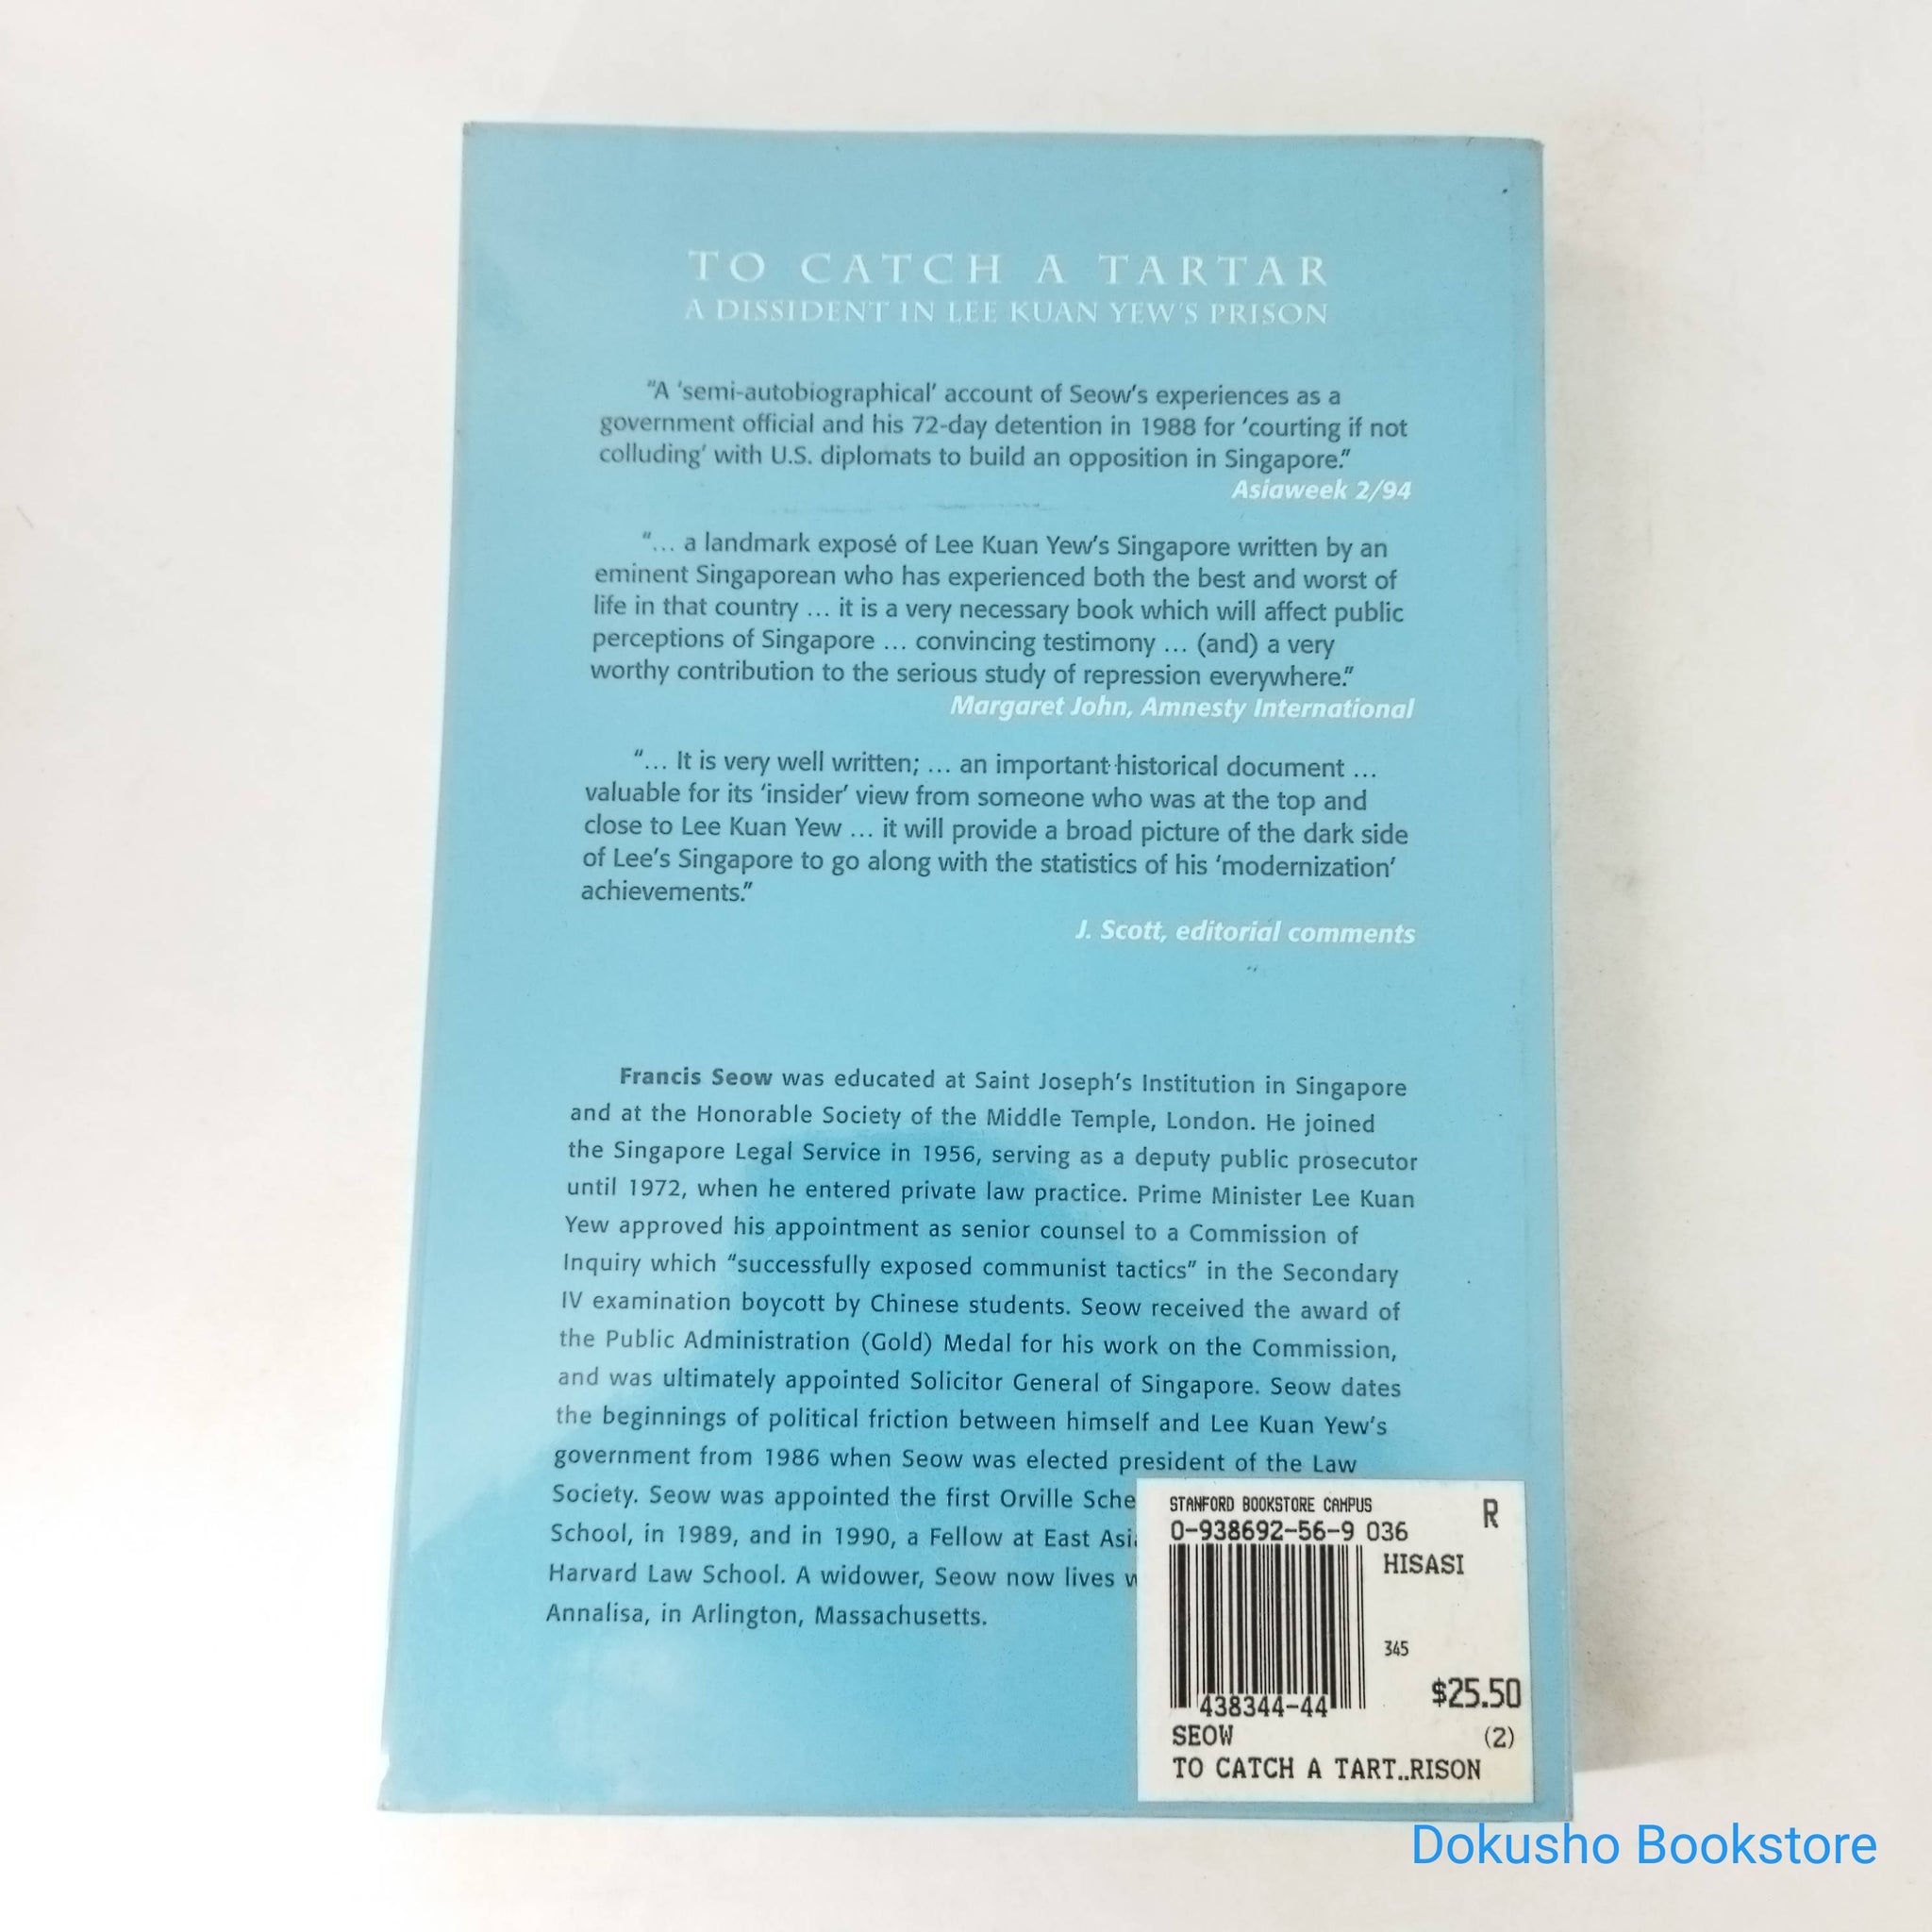 TO CATCH A TARTAR
A DISSIDENT IN LEE KUAN YEW'S PRISON
“A ‘semi-autobiographical’ account of Seow’s experiences as a
government official and his 72-day detention in 1988 for ‘courting if not
colluding’ with U.S. diplomats to build an opposition in Singapore.”
Asiaweek 2/94
“… a landmark exposé of Lee Kuan Yew’s Singapore written by an
eminent Singaporean who has experienced both the best and worst of
life in that country … it is a very necessary book which will affect public
perceptions of Singapore … convincing testimony … (and) a very
worthy contribution to the serious study of repression everywhere.”
Margaret John, Amnesty International
“… It is very well written; … an important historical document …
valuable for its ‘insider’ view from someone who was at the top and
close to Lee Kuan Yew … it will provide a broad picture of the dark side
of Lee’s Singapore to go along with the statistics of his ‘modernization’
achievements.”
J. Scott, editorial comments
Francis Seow was educated at Saint Joseph’s Institution in Singapore
and at the Honorable Society of the Middle Temple, London. He joined
the Singapore Legal Service in 1956, serving as a deputy public prosecutor
until 1972, when he entered private law practice. Prime Minister Lee Kuan
Yew approved his appointment as senior counsel to a Commission of
Inquiry which “successfully exposed communist tactics” in the Secondary
IV examination boycott by Chinese students. Seow received the award of
the Public Administration (Gold) Medal for his work on the Commission,
and was ultimately appointed Solicitor General of Singapore. Seow dates
the beginnings of political friction between himself and Lee Kuan Yew’s
government from 1986 when Seow was elected president of the Law
Society. Seow was appointed the first Orville
School, in 1989, and in 1990, a Fellow at East
Harvard Law School. A widower, Seow now lives
Annalisa, in Arlington, Massachusetts.
STANFORD BOOKSTORE CAMPUS R
0-938692-56-9 036
HISASI
345
$25.50
438344-44
SEOW (2)
TO CATCH A TART..RISON
Dokusho Bookstore